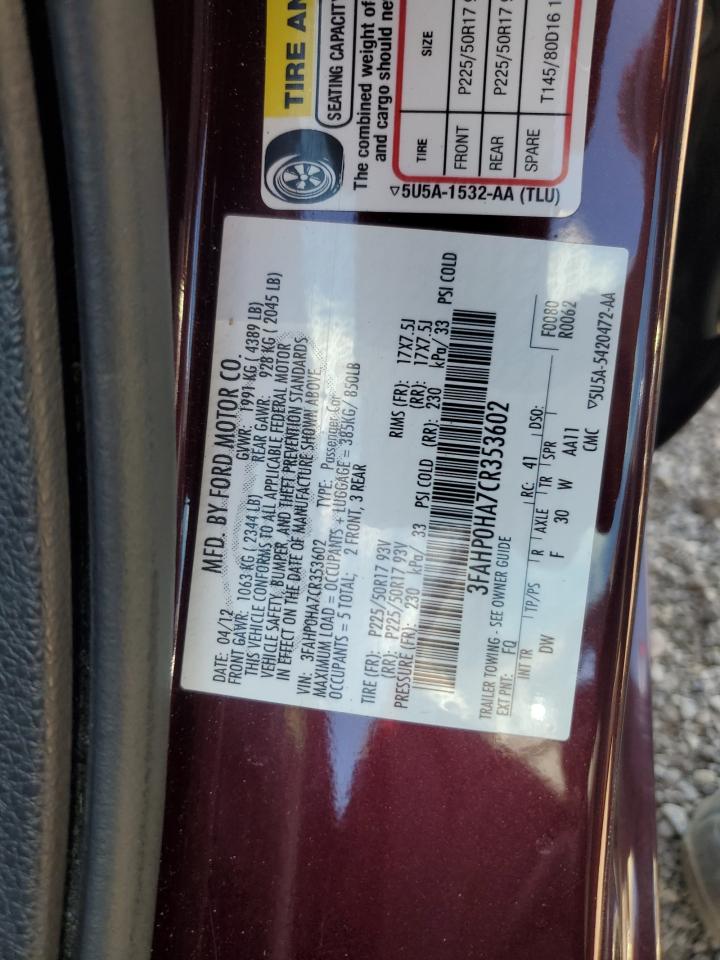 TIRE AN
SEATING CAPACITY
The combined weight of
and cargo should ne
TIRE SIZE
FRONT P225/50R17 9
REAR P225/50R17 9
SPARE T145/80D16 1
▽5U5A-1532-AA (TLU)
MFD. BY FORD MOTOR CO.
DATE: 04/12 GVWR: 1991 KG ( 4389 LB)
FRONT GAWR: 1063 KG ( 2344 LB) REAR GAWR: 928 KG ( 2045 LB)
THIS VEHICLE CONFORMS TO ALL APPLICABLE FEDERAL MOTOR
VEHICLE SAFETY, BUMPER, AND THEFT PREVENTION STANDARDS
IN EFFECT ON THE DATE OF MANUFACTURE SHOWN ABOVE.
VIN: 3FAHP0HA7CR353602 TYPE: Passenger Car
MAXIMUM LOAD = OCCUPANTS + LUGGAGE = 385KG/ 850LB
OCCUPANTS = 5 TOTAL; 2 FRONT, 3 REAR
TIRE (FR): P225/50R17 93V RIMS (FR): 17X7.5J
(RR): P225/50R17 93V (RR): 17X7.5J
PRESSURE (FR): 230 kPa/ 33 PSI COLD (RR): 230 kPa/ 33 PSI COLD
3FAHP0HA7CR353602
TRAILER TOWING - SEE OWNER GUIDE
EXT PNT: FQ RC: 41 DSO: F0080
INT TR TP/PS R AXLE TR SPR R0062
DW F 30 W AA11
CMC ▽5U5A-5420472-AA